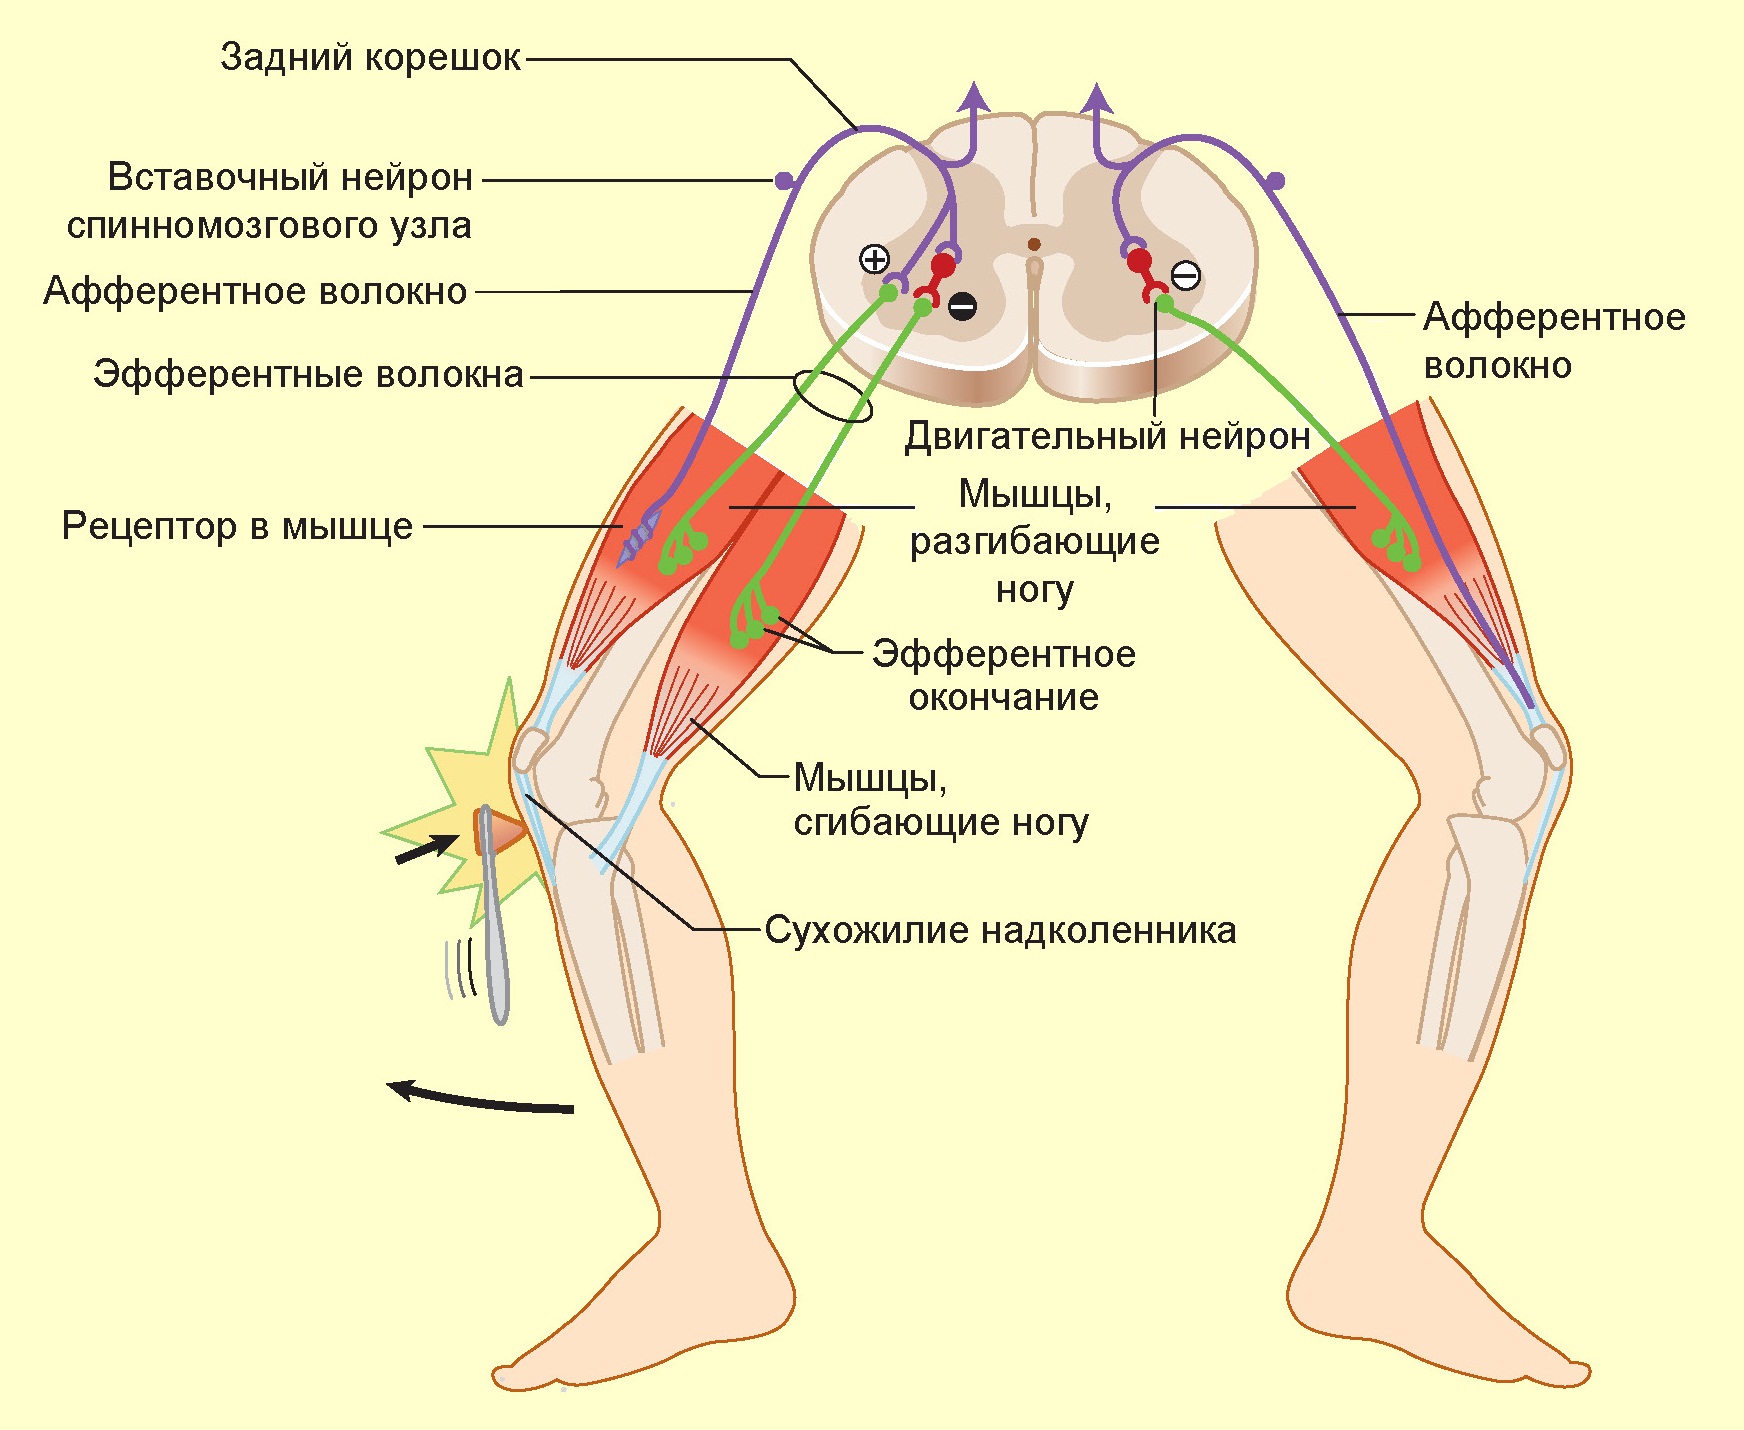 Задний корешок
Вставочный нейрон
спинномозгового узла
Афферентное волокно
Эфферентные волокна
Рецептор в мышце
Афферентное
волокно
Двигательный нейрон
Мышцы,
разгибающие
ногу
Эфферентное
окончание
Мышцы,
сгибающие ногу
Сухожилие надколенника